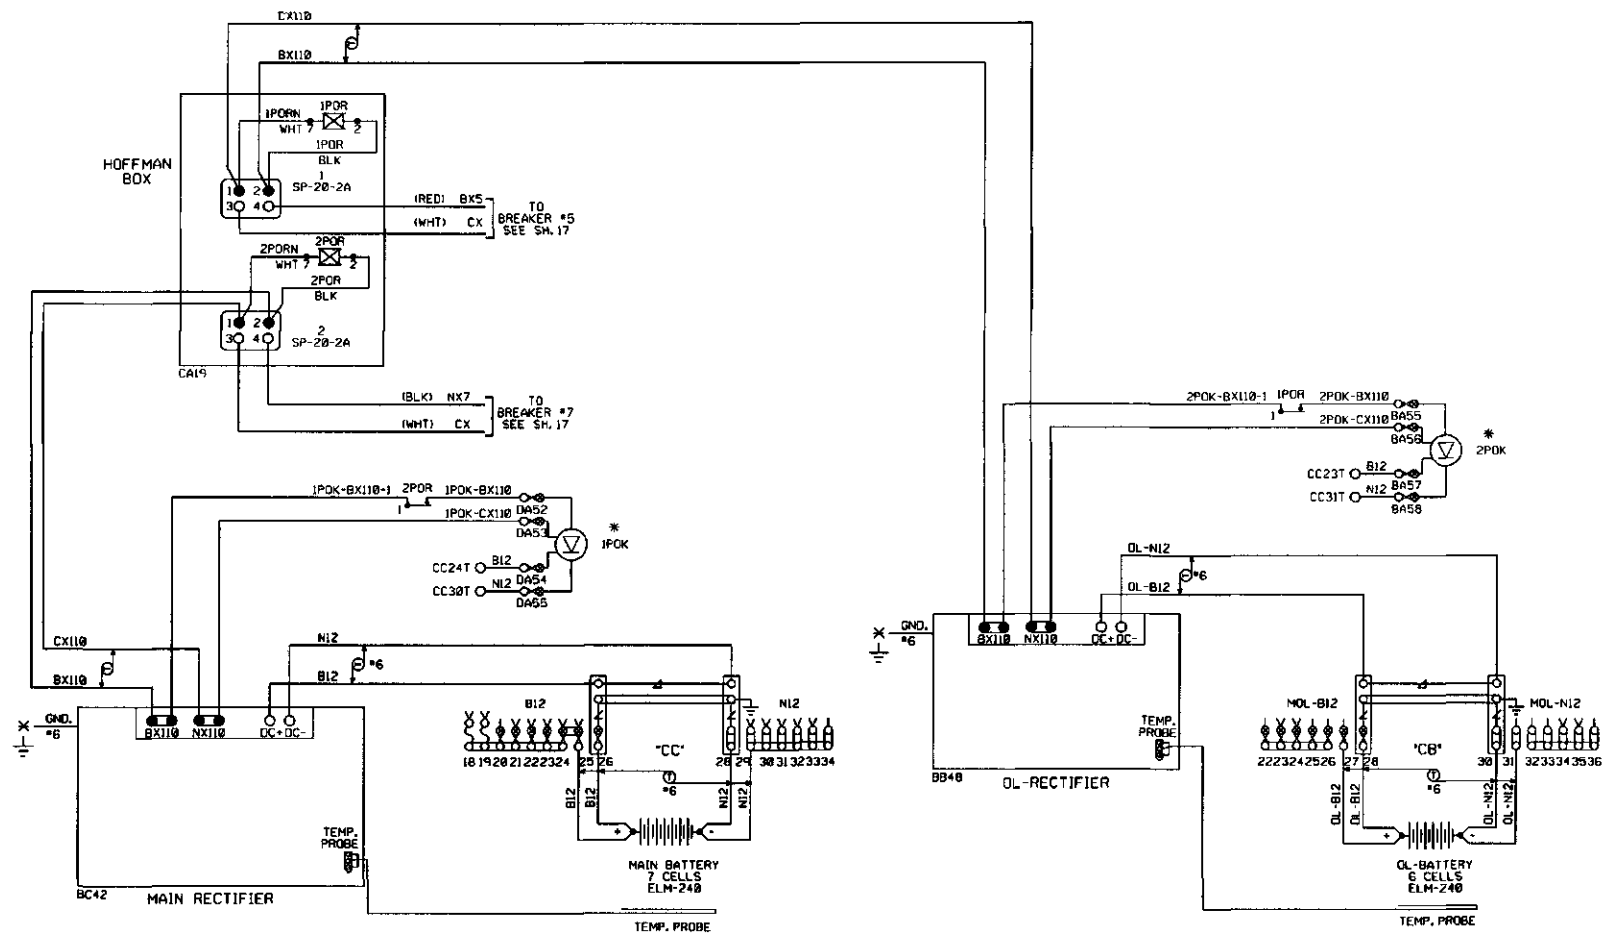 CX110
BX110
HOFFMAN
BOX
1PORN
1POR
WHT 7
2
1POR
BLK
1
SP-20-2A
1 2
3 4
(RED) BX5
(WHT) CX
TO
BREAKER #5
SEE SH.17
2PORN
2POR
WHT 7
2
2POR
BLK
1 2
3 4
2
SP-20-2A
CA19
(BLK) NX7
(WHT) CX
TO
BREAKER #7
SEE SH.17
1POK-BX110-1
2POR
1
1POK-BX110
DA52
1POK-CX110
DA53
*
1POK
CC24T
B12
DA54
CC30T
N12
DA55
CX110
BX110
GND.
#6
BX110
NX110
DC+
DC-
TEMP.
PROBE
BC42
MAIN RECTIFIER
N12
#6
B12
B12
18 19 20 21 22 23 24 25 26
"CC"
N12
28 29 30 31 32 33 34
#6
B12
B12
N12
N12
+ -
MAIN BATTERY
7 CELLS
ELM-240
TEMP. PROBE
2POK-BX110-1
1POR
1
2POK-BX110
BA55
2POK-CX110
BA56
*
2POK
CC23T
B12
BA57
CC31T
N12
BA58
OL-N12
#6
OL-B12
GND.
#6
BX110
NX110
DC+
DC-
TEMP.
PROBE
BB48
OL-RECTIFIER
MOL-B12
22 23 24 25 26 27 28
"CB"
MOL-N12
30 31 32 33 34 35 36
#6
OL-B12
OL-B12
OL-N12
OL-N12
+ -
OL-BATTERY
6 CELLS
ELM-240
TEMP. PROBE